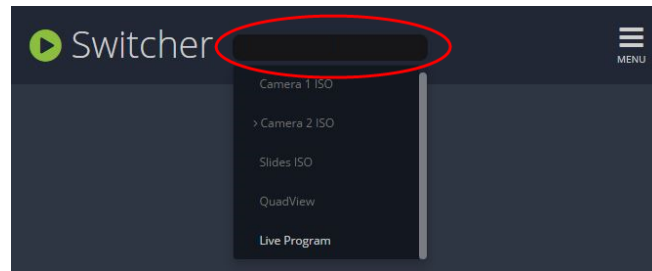 Switcher
MENU
Camera 1 ISO
> Camera 2 ISO
Slides ISO
QuadView
Live Program